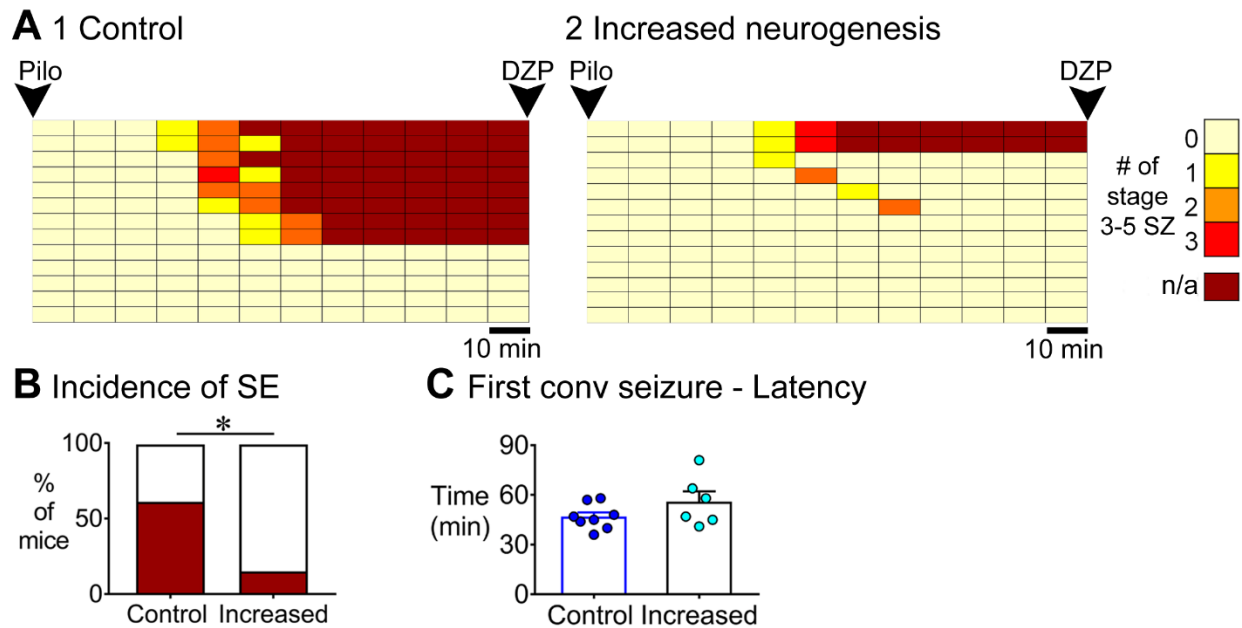 A 1 Control
2 Increased neurogenesis
Pilo
DZP
Pilo
DZP
10 min
10 min
# of
stage
3-5 SZ
0
1
2
3
n/a
B Incidence of SE
*
%
of
mice
100
50
0
Control Increased
C First conv seizure - Latency
Time
(min)
90
60
30
0
Control Increased